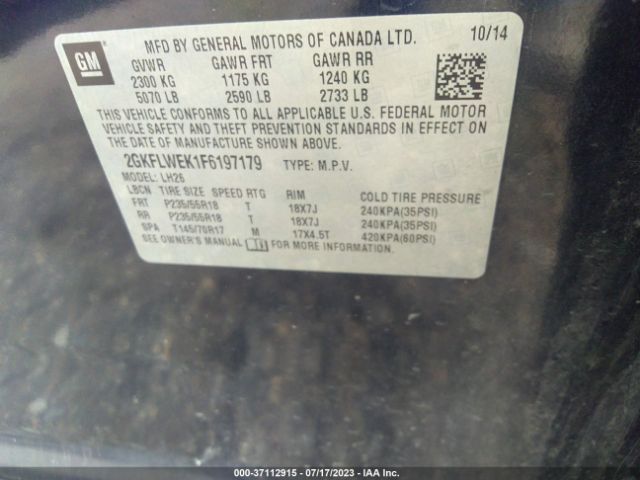 GM
MFD BY GENERAL MOTORS OF CANADA LTD. 10/14
GVWR GAWR FRT GAWR RR
2300 KG 1175 KG 1240 KG
5070 LB 2590 LB 2733 LB
THIS VEHICLE CONFORMS TO ALL APPLICABLE U.S. FEDERAL MOTOR
VEHICLE SAFETY AND THEFT PREVENTION STANDARDS IN EFFECT ON
THE DATE OF MANUFACTURE SHOWN ABOVE.
2GKFLWEK1F6197179 TYPE: M.P.V.
MODEL: LH26
LBCN TIRE SIZE SPEED RTG RIM COLD TIRE PRESSURE
FRT P235/55R18 T 18X7J 240KPA(35PSI)
RR P235/55R18 T 18X7J 240KPA(35PSI)
SPA T145/70R17 M 17X4.5T 420KPA(60PSI)
SEE OWNER'S MANUAL FOR MORE INFORMATION.
000-37112915 / 07/17/2023 - © IAA Inc.